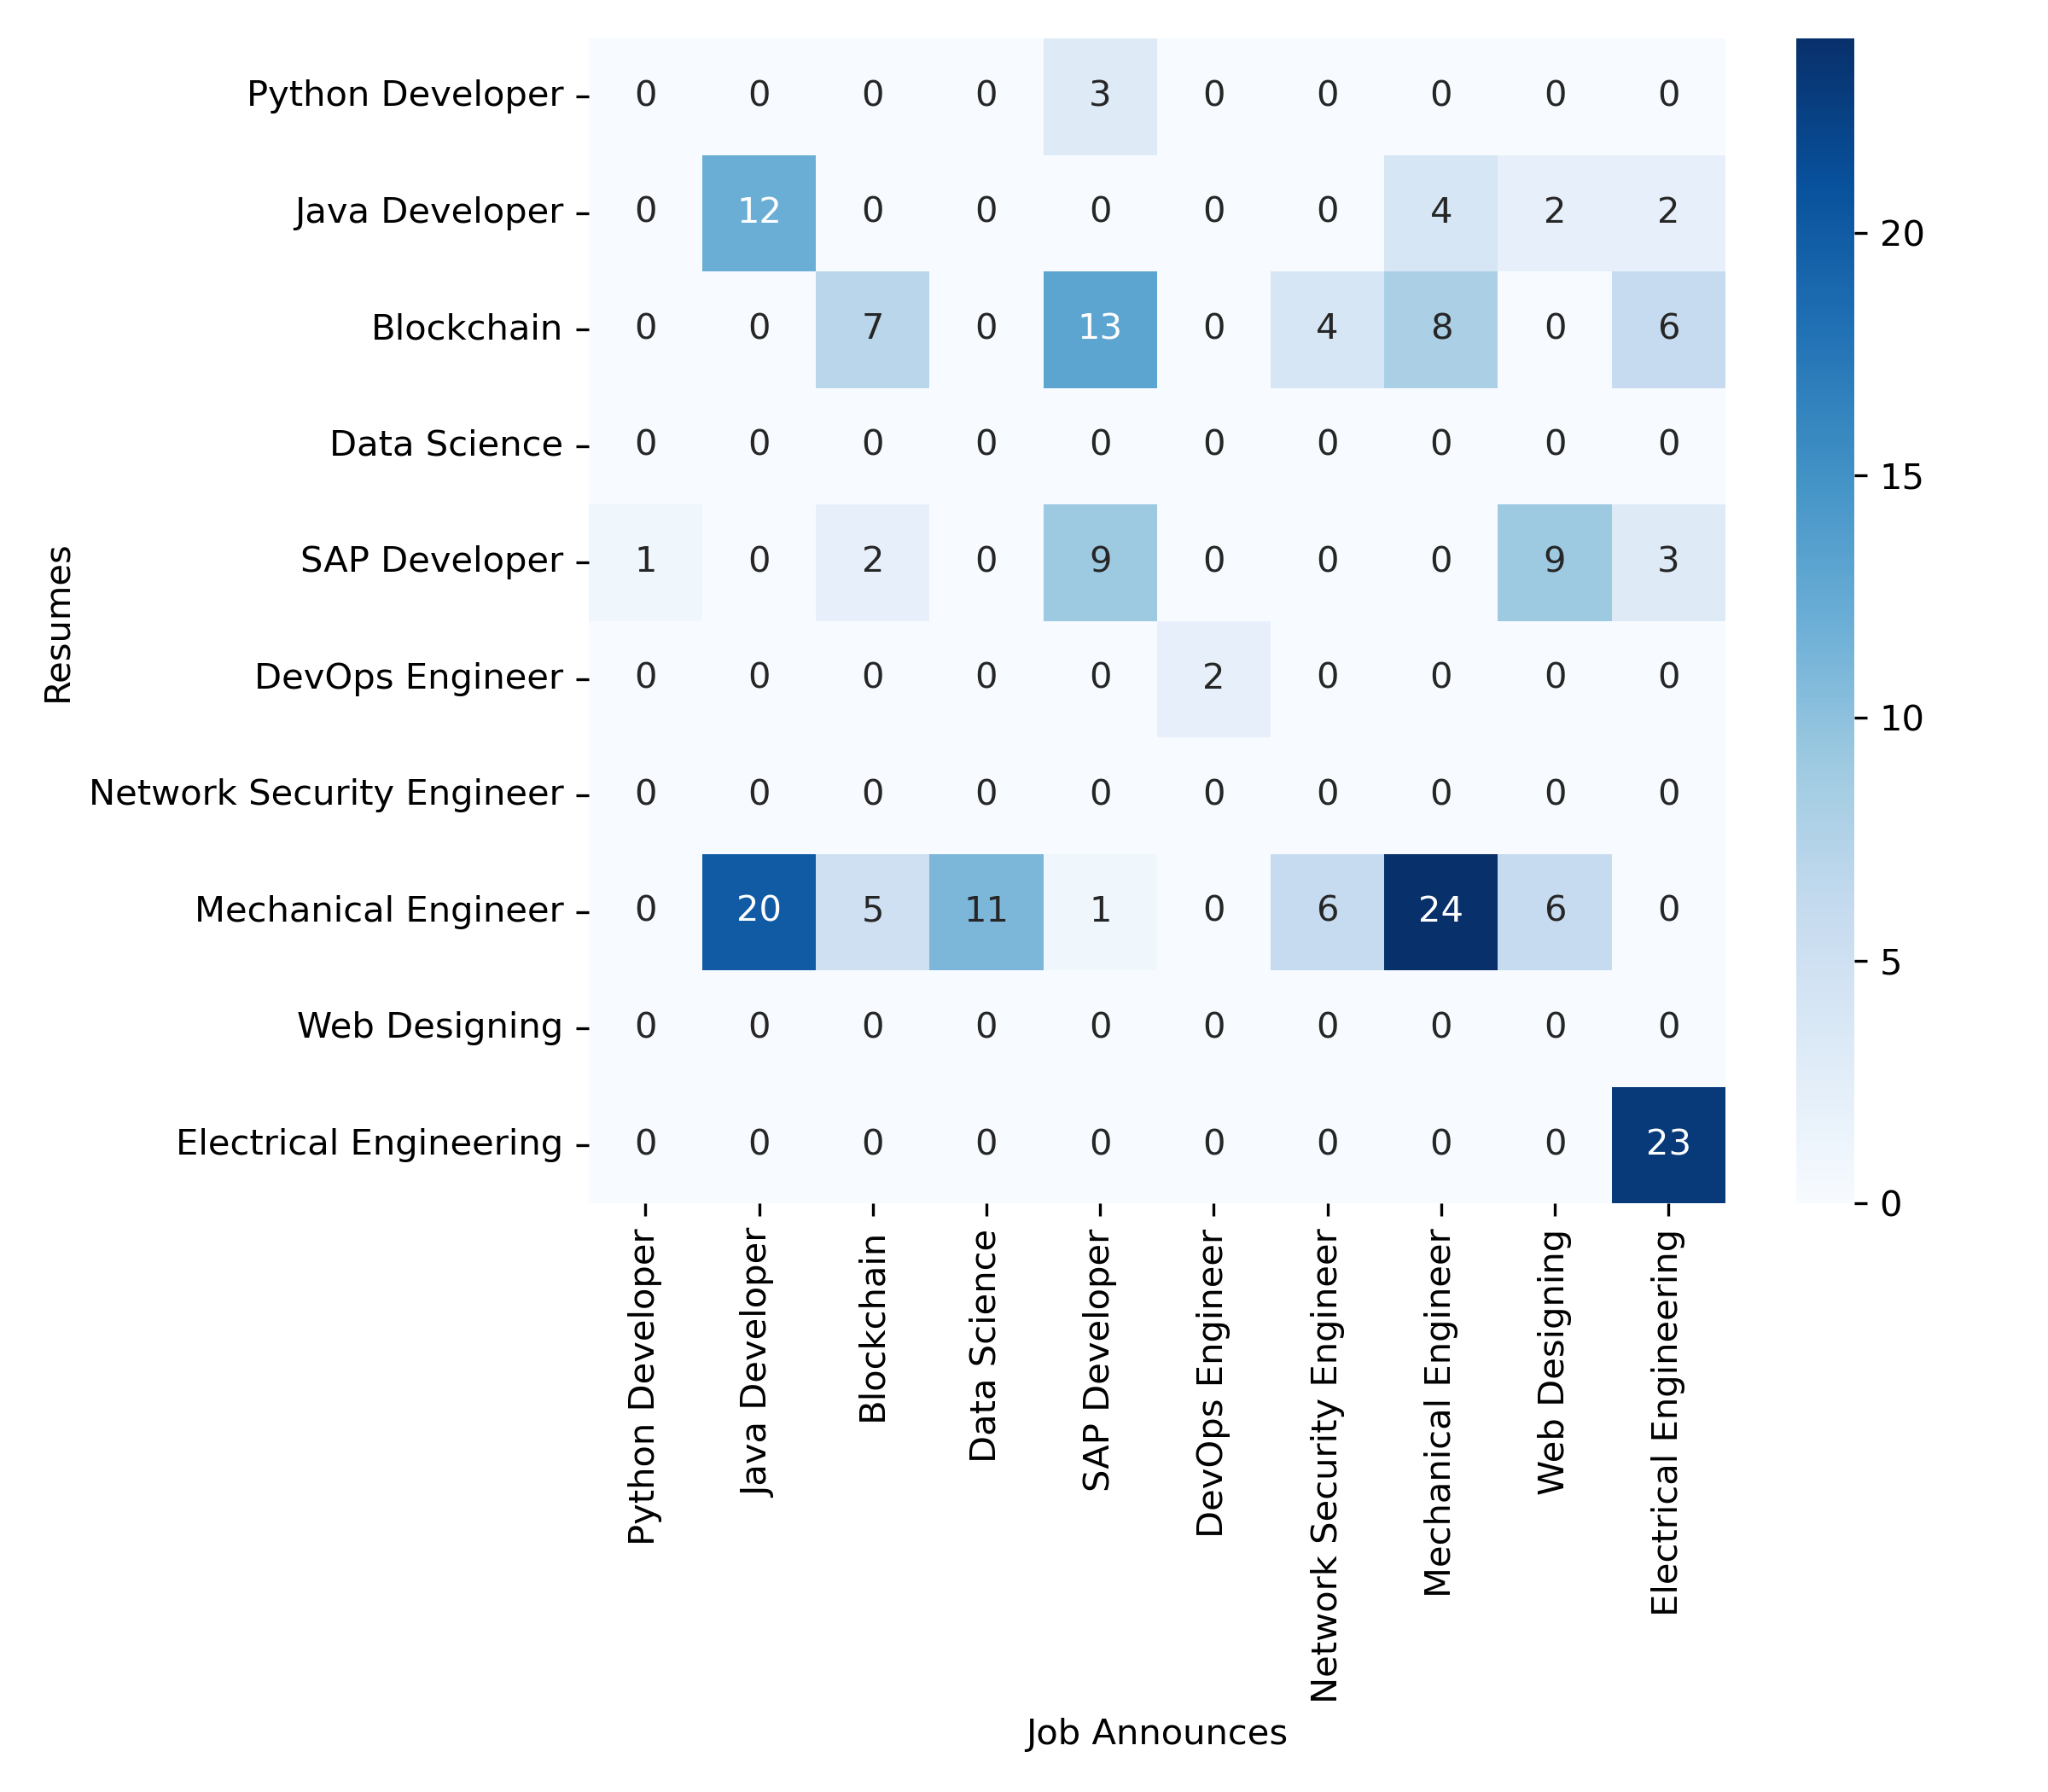 Python Developer 0 0 0 0 3 0 0 0 0 0
Java Developer 0 12 0 0 0 0 0 4 2 2
Blockchain 0 0 7 0 13 0 4 8 0 6
Data Science 0 0 0 0 0 0 0 0 0 0
SAP Developer 1 0 2 0 9 0 0 0 9 3
DevOps Engineer 0 0 0 0 0 2 0 0 0 0
Network Security Engineer 0 0 0 0 0 0 0 0 0 0
Mechanical Engineer 0 20 5 11 1 0 6 24 6 0
Web Designing 0 0 0 0 0 0 0 0 0 0
Electrical Engineering 0 0 0 0 0 0 0 0 0 23
Resumes
Python Developer
Java Developer
Blockchain
Data Science
SAP Developer
DevOps Engineer
Network Security Engineer
Mechanical Engineer
Web Designing
Electrical Engineering
Job Announces
20
15
10
5
0